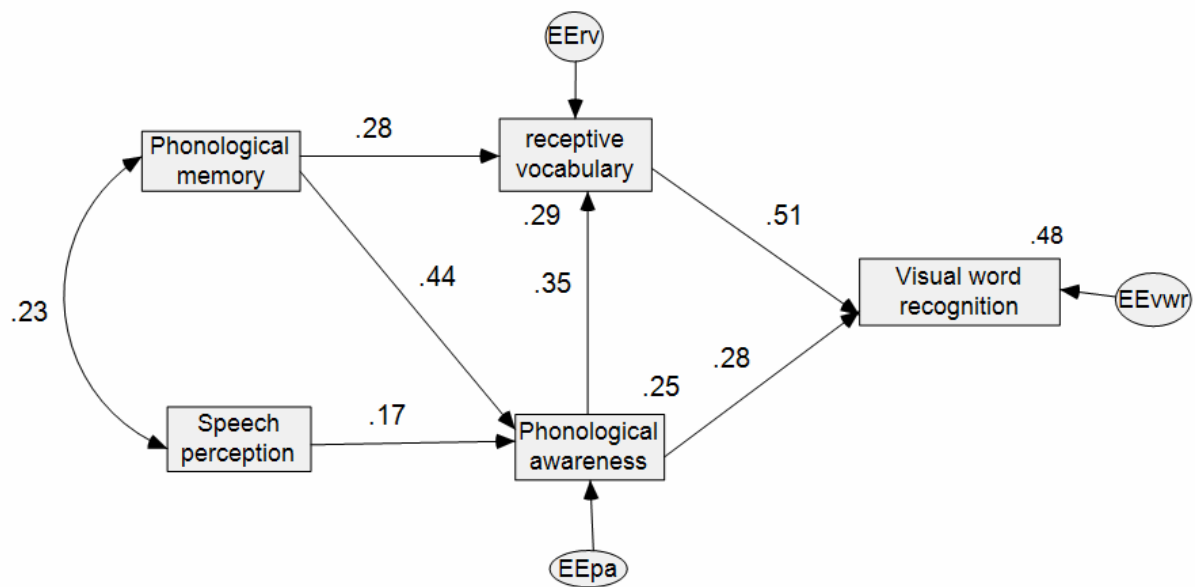 EErv
.28
Phonological
memory
receptive
vocabulary
.29
.51
.48
.44
.35
Visual word
recognition
EEvwr
.23
.28
.25
.17
Speech
perception
Phonological
awareness
EEpa